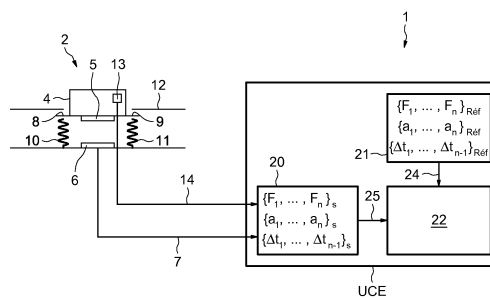 1
2
4
5
13
12
8
9
10
11
6
14
7
20
{F₁, ... , Fₙ}ₛ
{a₁, ... , aₙ}ₛ
{Δt₁, ... , Δtₙ₋₁}ₛ
25
21
{F₁, ... , Fₙ}Réf
{a₁, ... , aₙ}Réf
{Δt₁, ... , Δtₙ₋₁}Réf
24
22
UCE